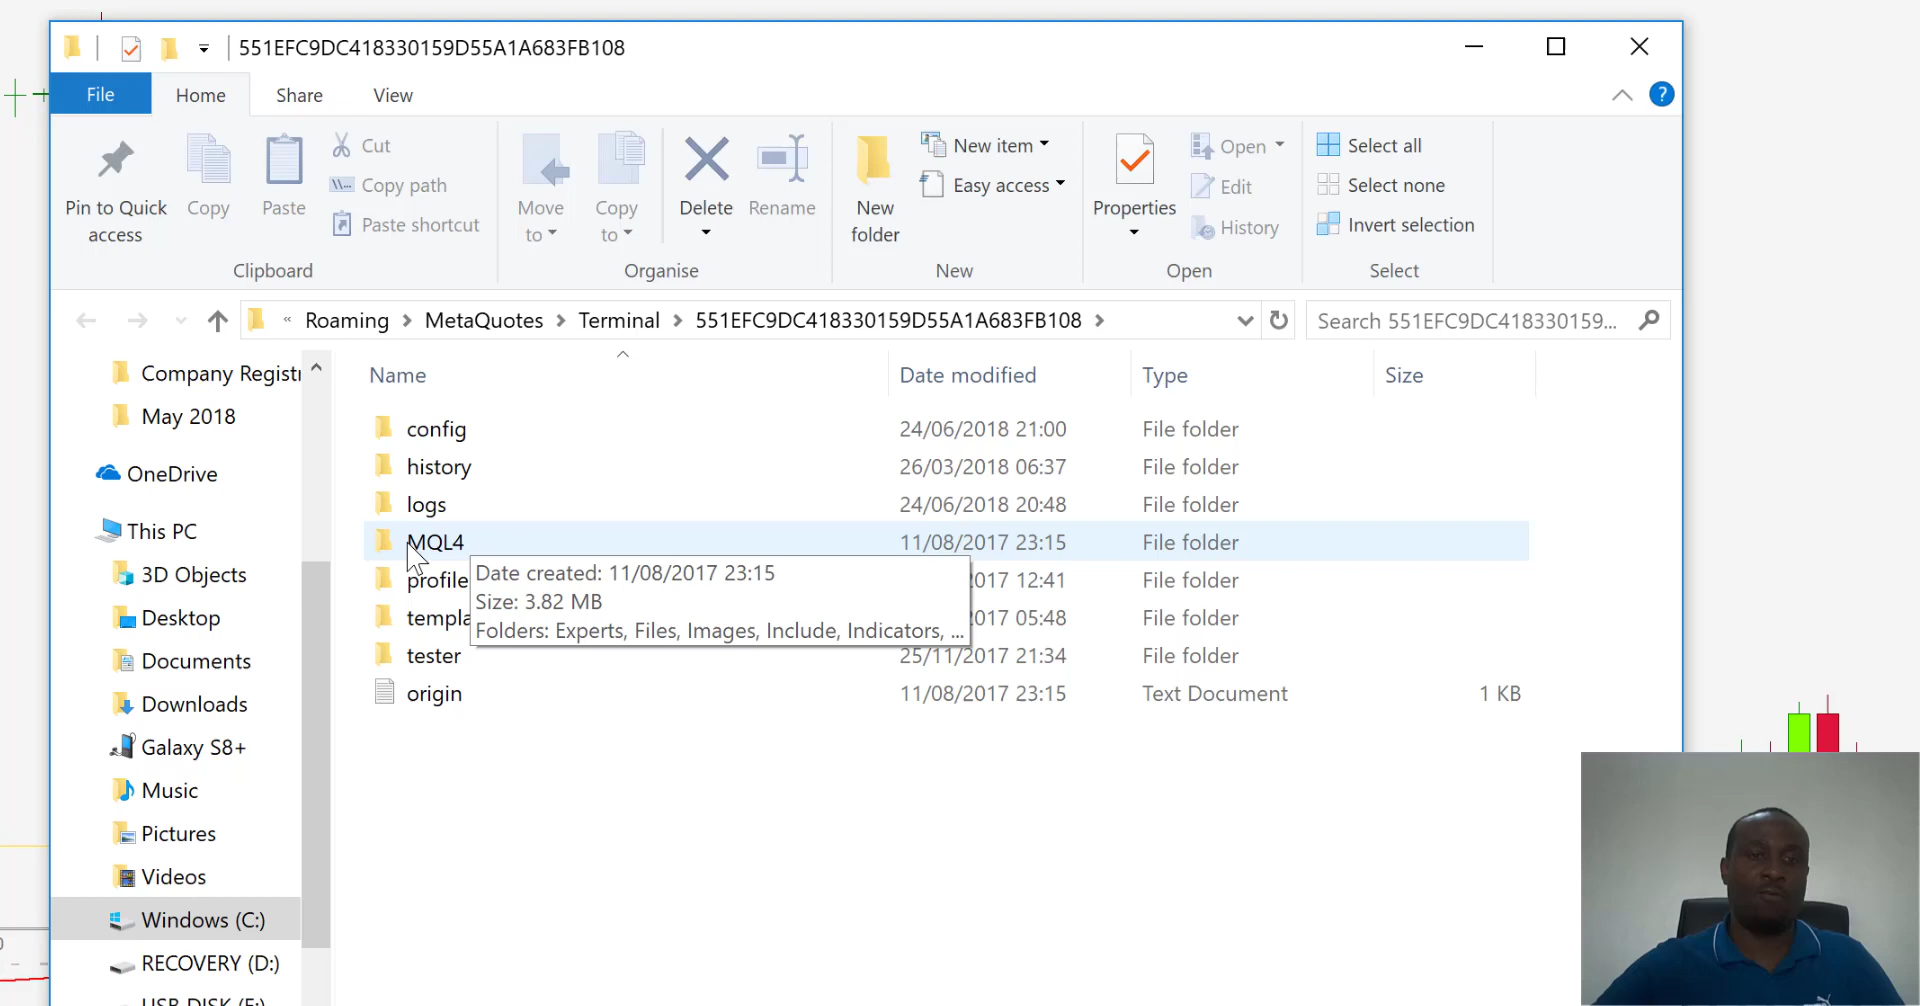 551EFC9DC418330159D55A1A683FB108
File
Home
Share
View
Pin to Quick access
Copy
Paste
Cut
Copy path
Paste shortcut
Clipboard
Move to
Copy to
Delete
Rename
Organise
New folder
New item
Easy access
New
Properties
Open
Edit
History
Open
Select all
Select none
Invert selection
Select
« Roaming > MetaQuotes > Terminal > 551EFC9DC418330159D55A1A683FB108 >
Search 551EFC9DC418330159...
Company Registr
May 2018
OneDrive
This PC
3D Objects
Desktop
Documents
Downloads
Galaxy S8+
Music
Pictures
Videos
Windows (C:)
RECOVERY (D:)
USB DISK (E:)
Name Date modified Type Size
config 24/06/2018 21:00 File folder
history 26/03/2018 06:37 File folder
logs 24/06/2018 20:48 File folder
MQL4 11/08/2017 23:15 File folder
profile 2017 12:41 File folder
templa 2017 05:48 File folder
tester 25/11/2017 21:34 File folder
origin 11/08/2017 23:15 Text Document 1 KB
Date created: 11/08/2017 23:15
Size: 3.82 MB
Folders: Experts, Files, Images, Include, Indicators, ...